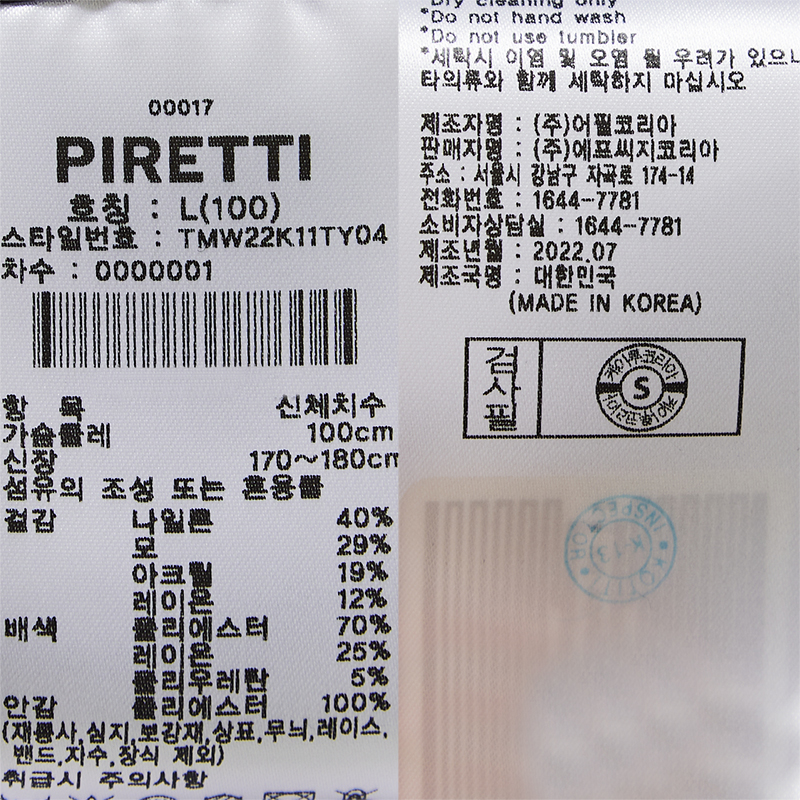 00017
PIRETTI
호칭 : L(100)
스타일번호 : TMW22K11TY04
차수 : 0000001
항 목 신체치수
가슴둘레 100cm
신장 170~180cm
섬유의 조성 또는 혼용률
겉감 나일론 40%
모 29%
아크릴 19%
레이온 12%
배색 폴리에스터 70%
레이온 25%
폴리우레탄 5%
안감 폴리에스터 100%
(재봉사,심지,보강재,상표,무늬,레이스,
밴드,자수,장식 제외)
취급시 주의사항
*Dry cleaning only
*Do not hand wash
*Do not use tumbler
*세탁시 이염 및 오염 될 우려가 있으니
타의류와 함께 세탁하지 마십시오
제조자명 : (주)어필코리아
판매자명 : (주)에프씨지코리아
주소 : 서울시 강남구 자곡로 174-14
전화번호 : 1644-7781
소비자상담실 : 1644-7781
제조년월 : 2022.07
제조국명 : 대한민국
(MADE IN KOREA)
검사필
S
INSPECTOR
K-13
KOTITI